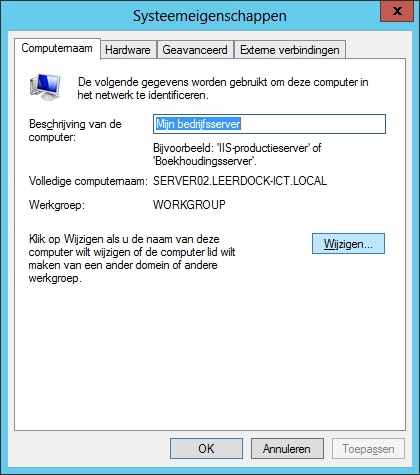 Systeemeigenschappen
x
Computernaam Hardware Geavanceerd Externe verbindingen
De volgende gegevens worden gebruikt om deze computer in
het netwerk te identificeren.
Beschrijving van de
computer:
Mijn bedrijfsserver
Bijvoorbeeld: 'IIS-productieserver' of
'Boekhoudingsserver'.
Volledige computernaam: SERVER02.LEERDOCK-ICT.LOCAL
Werkgroep: WORKGROUP
Klik op Wijzigen als u de naam van deze
computer wilt wijzigen of de computer lid wilt
maken van een ander domein of andere
werkgroep.
Wijzigen...
OK Annuleren Toepassen